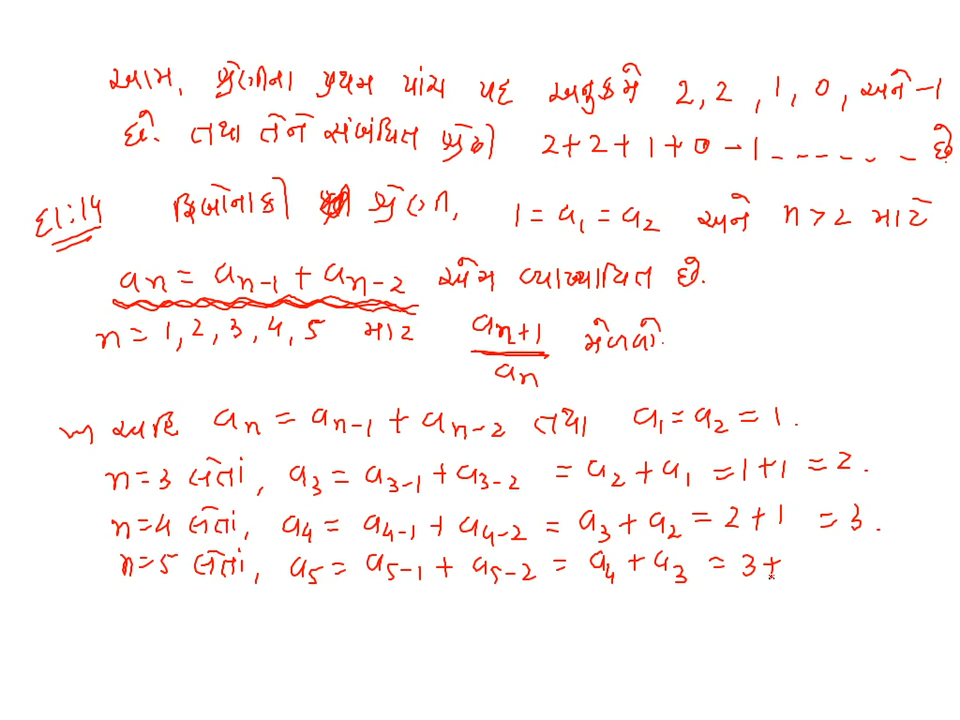 આમ, શ્રેણીના પ્રથમ પાંચ પદ અનુક્રમે 2, 2, 1, 0, અને -1
છે. તથા તેને સંબંધિત શ્રેઢી 2+2+1+0-1 ------- છે
દા:14 ફિબોનાકી શ્રેણી, 1 = a₁ = a₂ અને n > 2 માટે
aₙ = aₙ₋₁ + aₙ₋₂ એમ વ્યાખ્યાયિત છે.
n = 1, 2, 3, 4, 5 માટે aₙ₊₁/aₙ મેળવો.
→ અહિ aₙ = aₙ₋₁ + aₙ₋₂ તથા a₁ = a₂ = 1.
n=3 લેતાં, a₃ = a₃₋₁ + a₃₋₂ = a₂ + a₁ = 1+1 = 2.
n=4 લેતાં, a₄ = a₄₋₁ + a₄₋₂ = a₃ + a₂ = 2+1 = 3.
n=5 લેતાં, a₅ = a₅₋₁ + a₅₋₂ = a₄ + a₃ = 3+